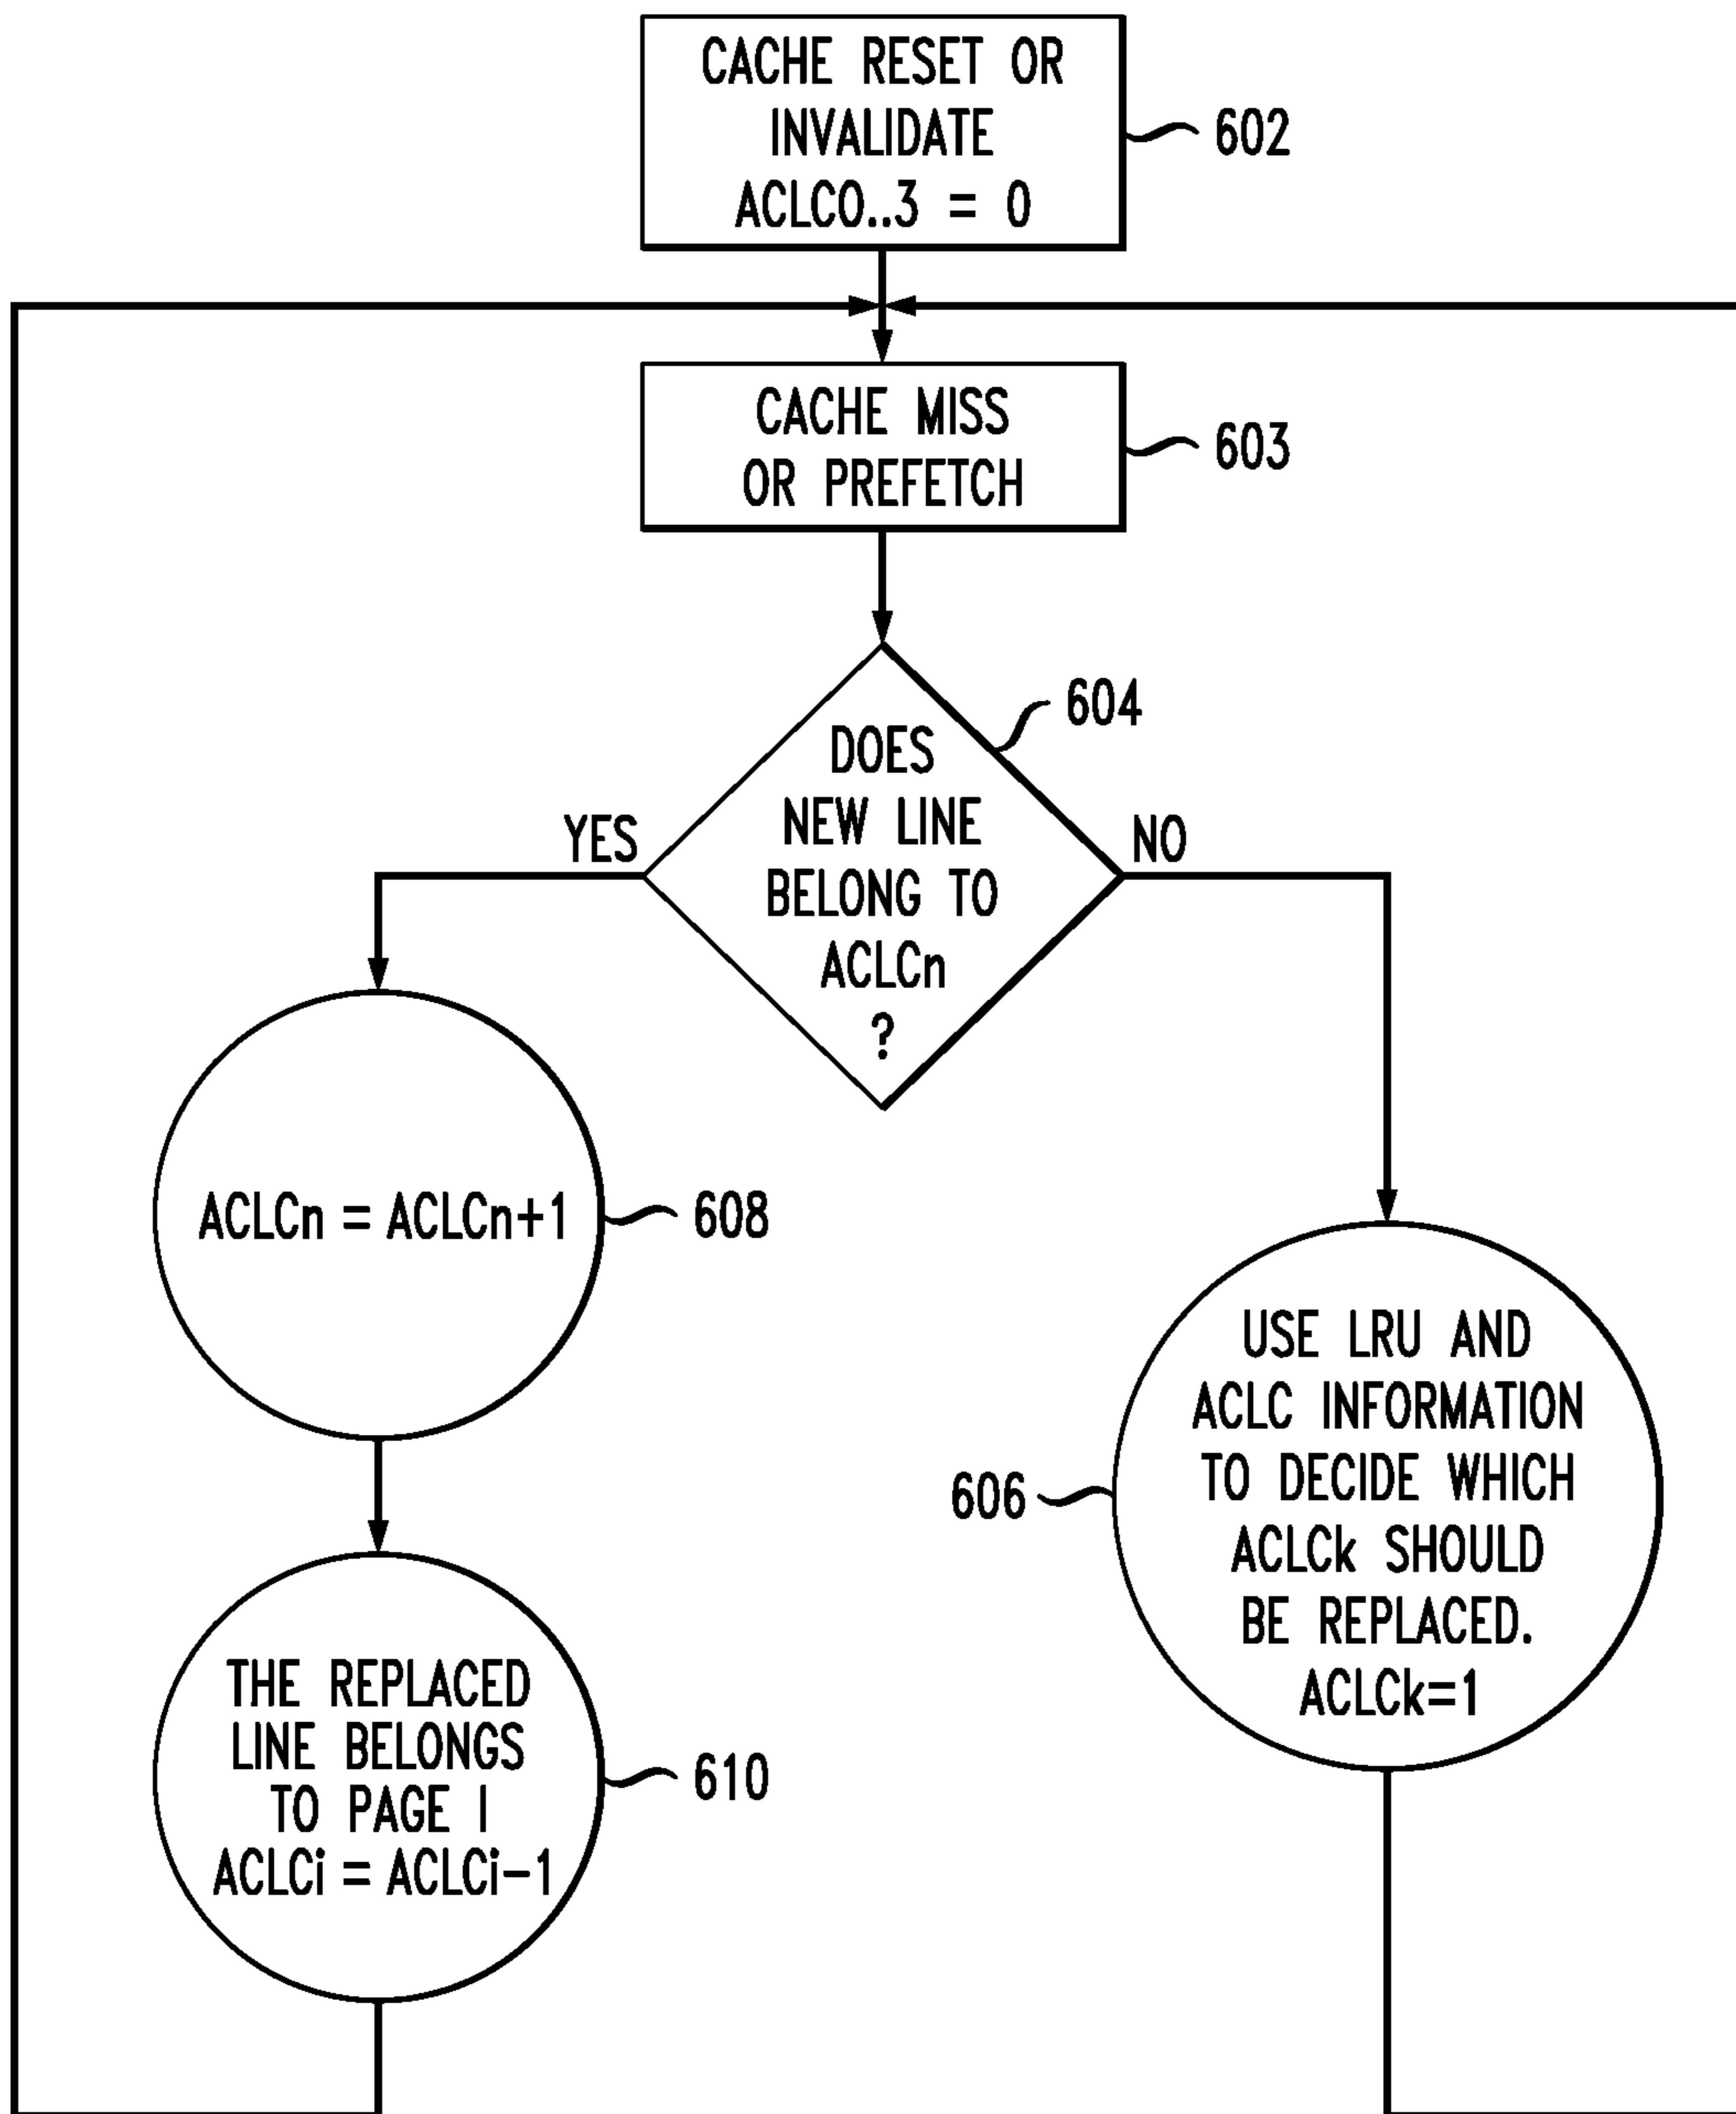 CACHE RESET OR
INVALIDATE
ACLC0..3 = 0
602
CACHE MISS
OR PREFETCH
603
604
DOES
NEW LINE
BELONG TO
ACLCn
?
YES
NO
ACLCn = ACLCn+1
608
USE LRU AND
ACLC INFORMATION
TO DECIDE WHICH
ACLCk SHOULD
BE REPLACED.
ACLCk=1
606
THE REPLACED
LINE BELONGS
TO PAGE I
ACLCi = ACLCi-1
610